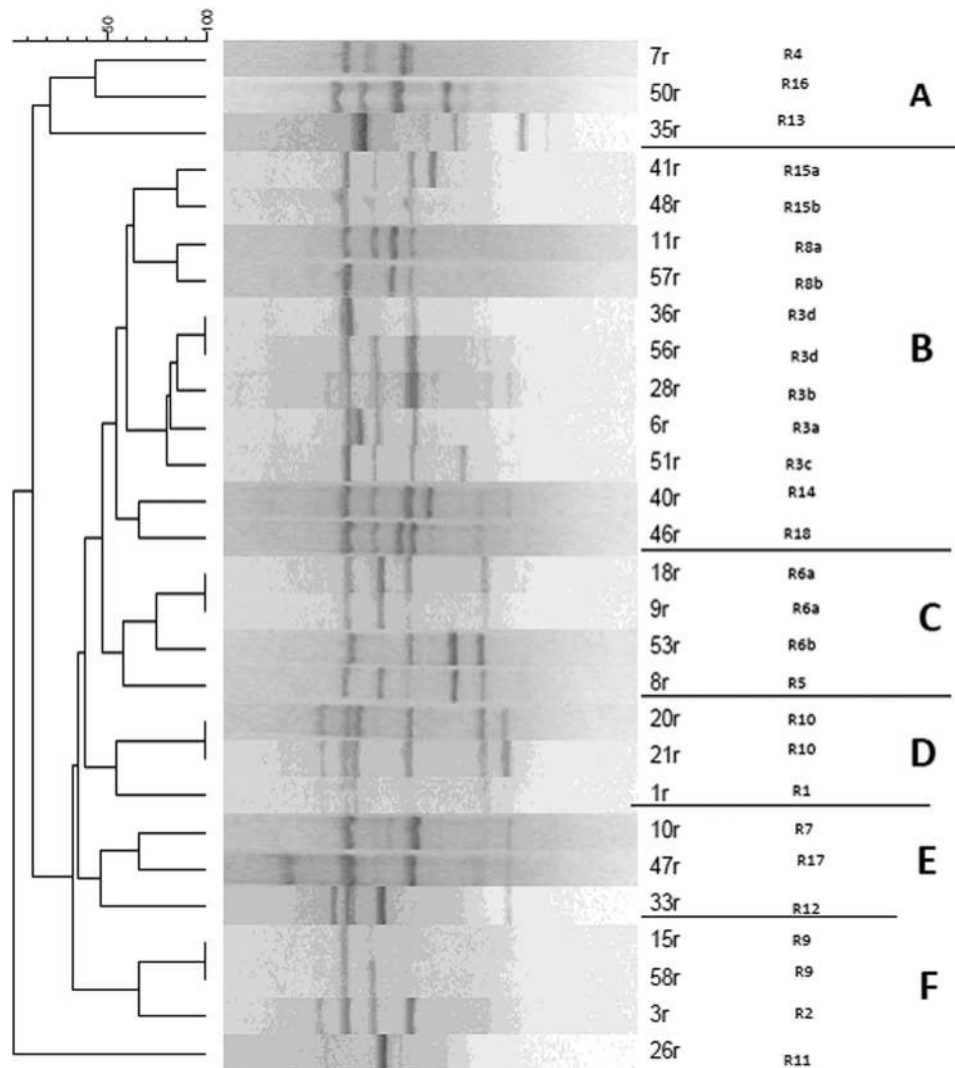 50 100
7r R4
50r R16 A
35r R13
41r R15a
48r R15b
11r R8a
57r R8b
36r R3d B
56r R3d
28r R3b
6r R3a
51r R3c
40r R14
46r R18
18r R6a
9r R6a C
53r R6b
8r R5
20r R10
21r R10 D
1r R1
10r R7
47r R17 E
33r R12
15r R9
58r R9 F
3r R2
26r R11